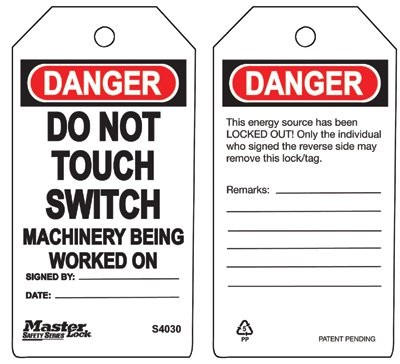 DANGER
DO NOT
TOUCH
SWITCH
MACHINERY BEING
WORKED ON
SIGNED BY:
DATE:
Master Lock
SAFETY SERIES
S4030
DANGER
This energy source has been
LOCKED OUT! Only the individual
who signed the reverse side may
remove this lock/tag.
Remarks:
5
PP
PATENT PENDING